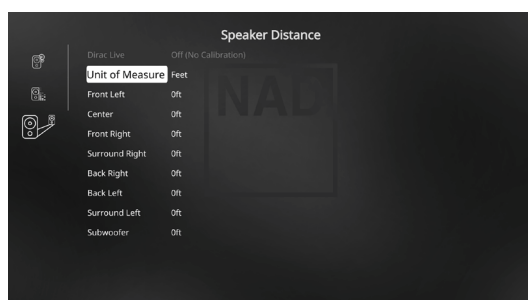 Speaker Distance
Dirac Live Off (No Calibration)
Unit of Measure Feet
Front Left 0ft
Center 0ft
Front Right 0ft
Surround Right 0ft
Back Right 0ft
Back Left 0ft
Surround Left 0ft
Subwoofer 0ft
NAD